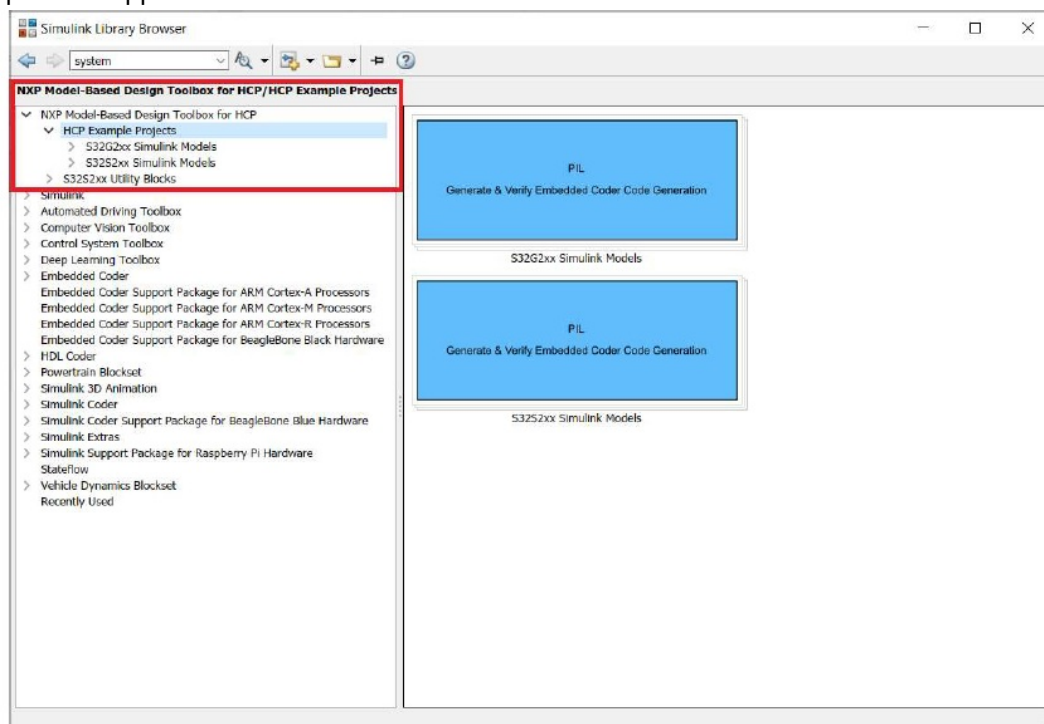 Simulink Library Browser
system
NXP Model-Based Design Toolbox for HCP/HCP Example Projects
NXP Model-Based Design Toolbox for HCP
HCP Example Projects
S32G2xx Simulink Models
S32S2xx Simulink Models
S32S2xx Utility Blocks
Simulink
Automated Driving Toolbox
Computer Vision Toolbox
Control System Toolbox
Deep Learning Toolbox
Embedded Coder
Embedded Coder Support Package for ARM Cortex-A Processors
Embedded Coder Support Package for ARM Cortex-M Processors
Embedded Coder Support Package for ARM Cortex-R Processors
Embedded Coder Support Package for BeagleBone Black Hardware
HDL Coder
Powertrain Blockset
Simulink 3D Animation
Simulink Coder
Simulink Coder Support Package for BeagleBone Blue Hardware
Simulink Extras
Simulink Support Package for Raspberry Pi Hardware
Stateflow
Vehicle Dynamics Blockset
Recently Used
PIL
Generate & Verify Embedded Coder Code Generation
S32G2xx Simulink Models
PIL
Generate & Verify Embedded Coder Code Generation
S32S2xx Simulink Models